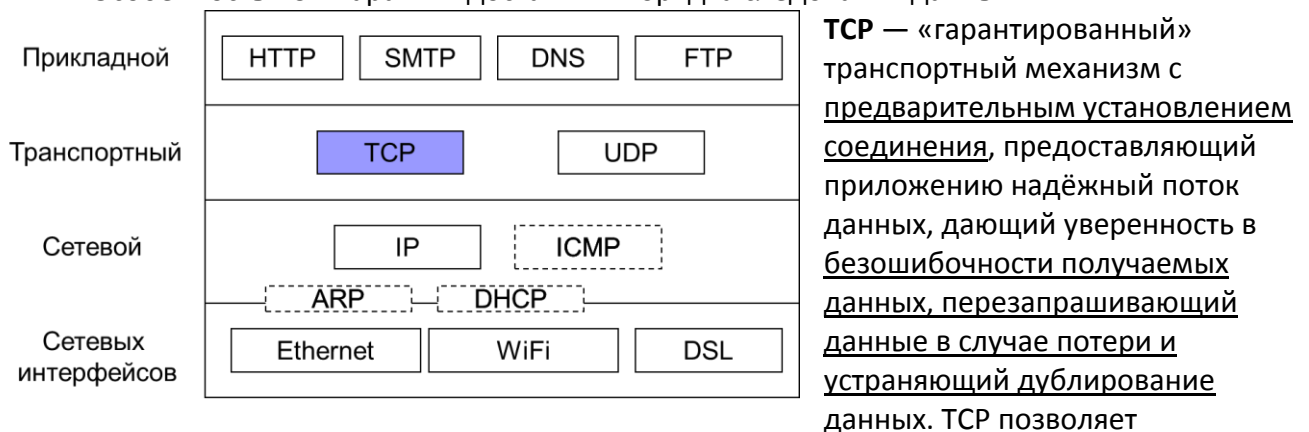 Прикладной
HTTP SMTP DNS FTP
Транспортный
TCP UDP
Сетевой
IP ICMP
ARP DHCP
Сетевых
интерфейсов
Ethernet WiFi DSL
TCP — «гарантированный»
транспортный механизм с
предварительным установлением
соединения, предоставляющий
приложению надёжный поток
данных, дающий уверенность в
безошибочности получаемых
данных, перезапрашивающий
данные в случае потери и
устраняющий дублирование
данных. TCP позволяет